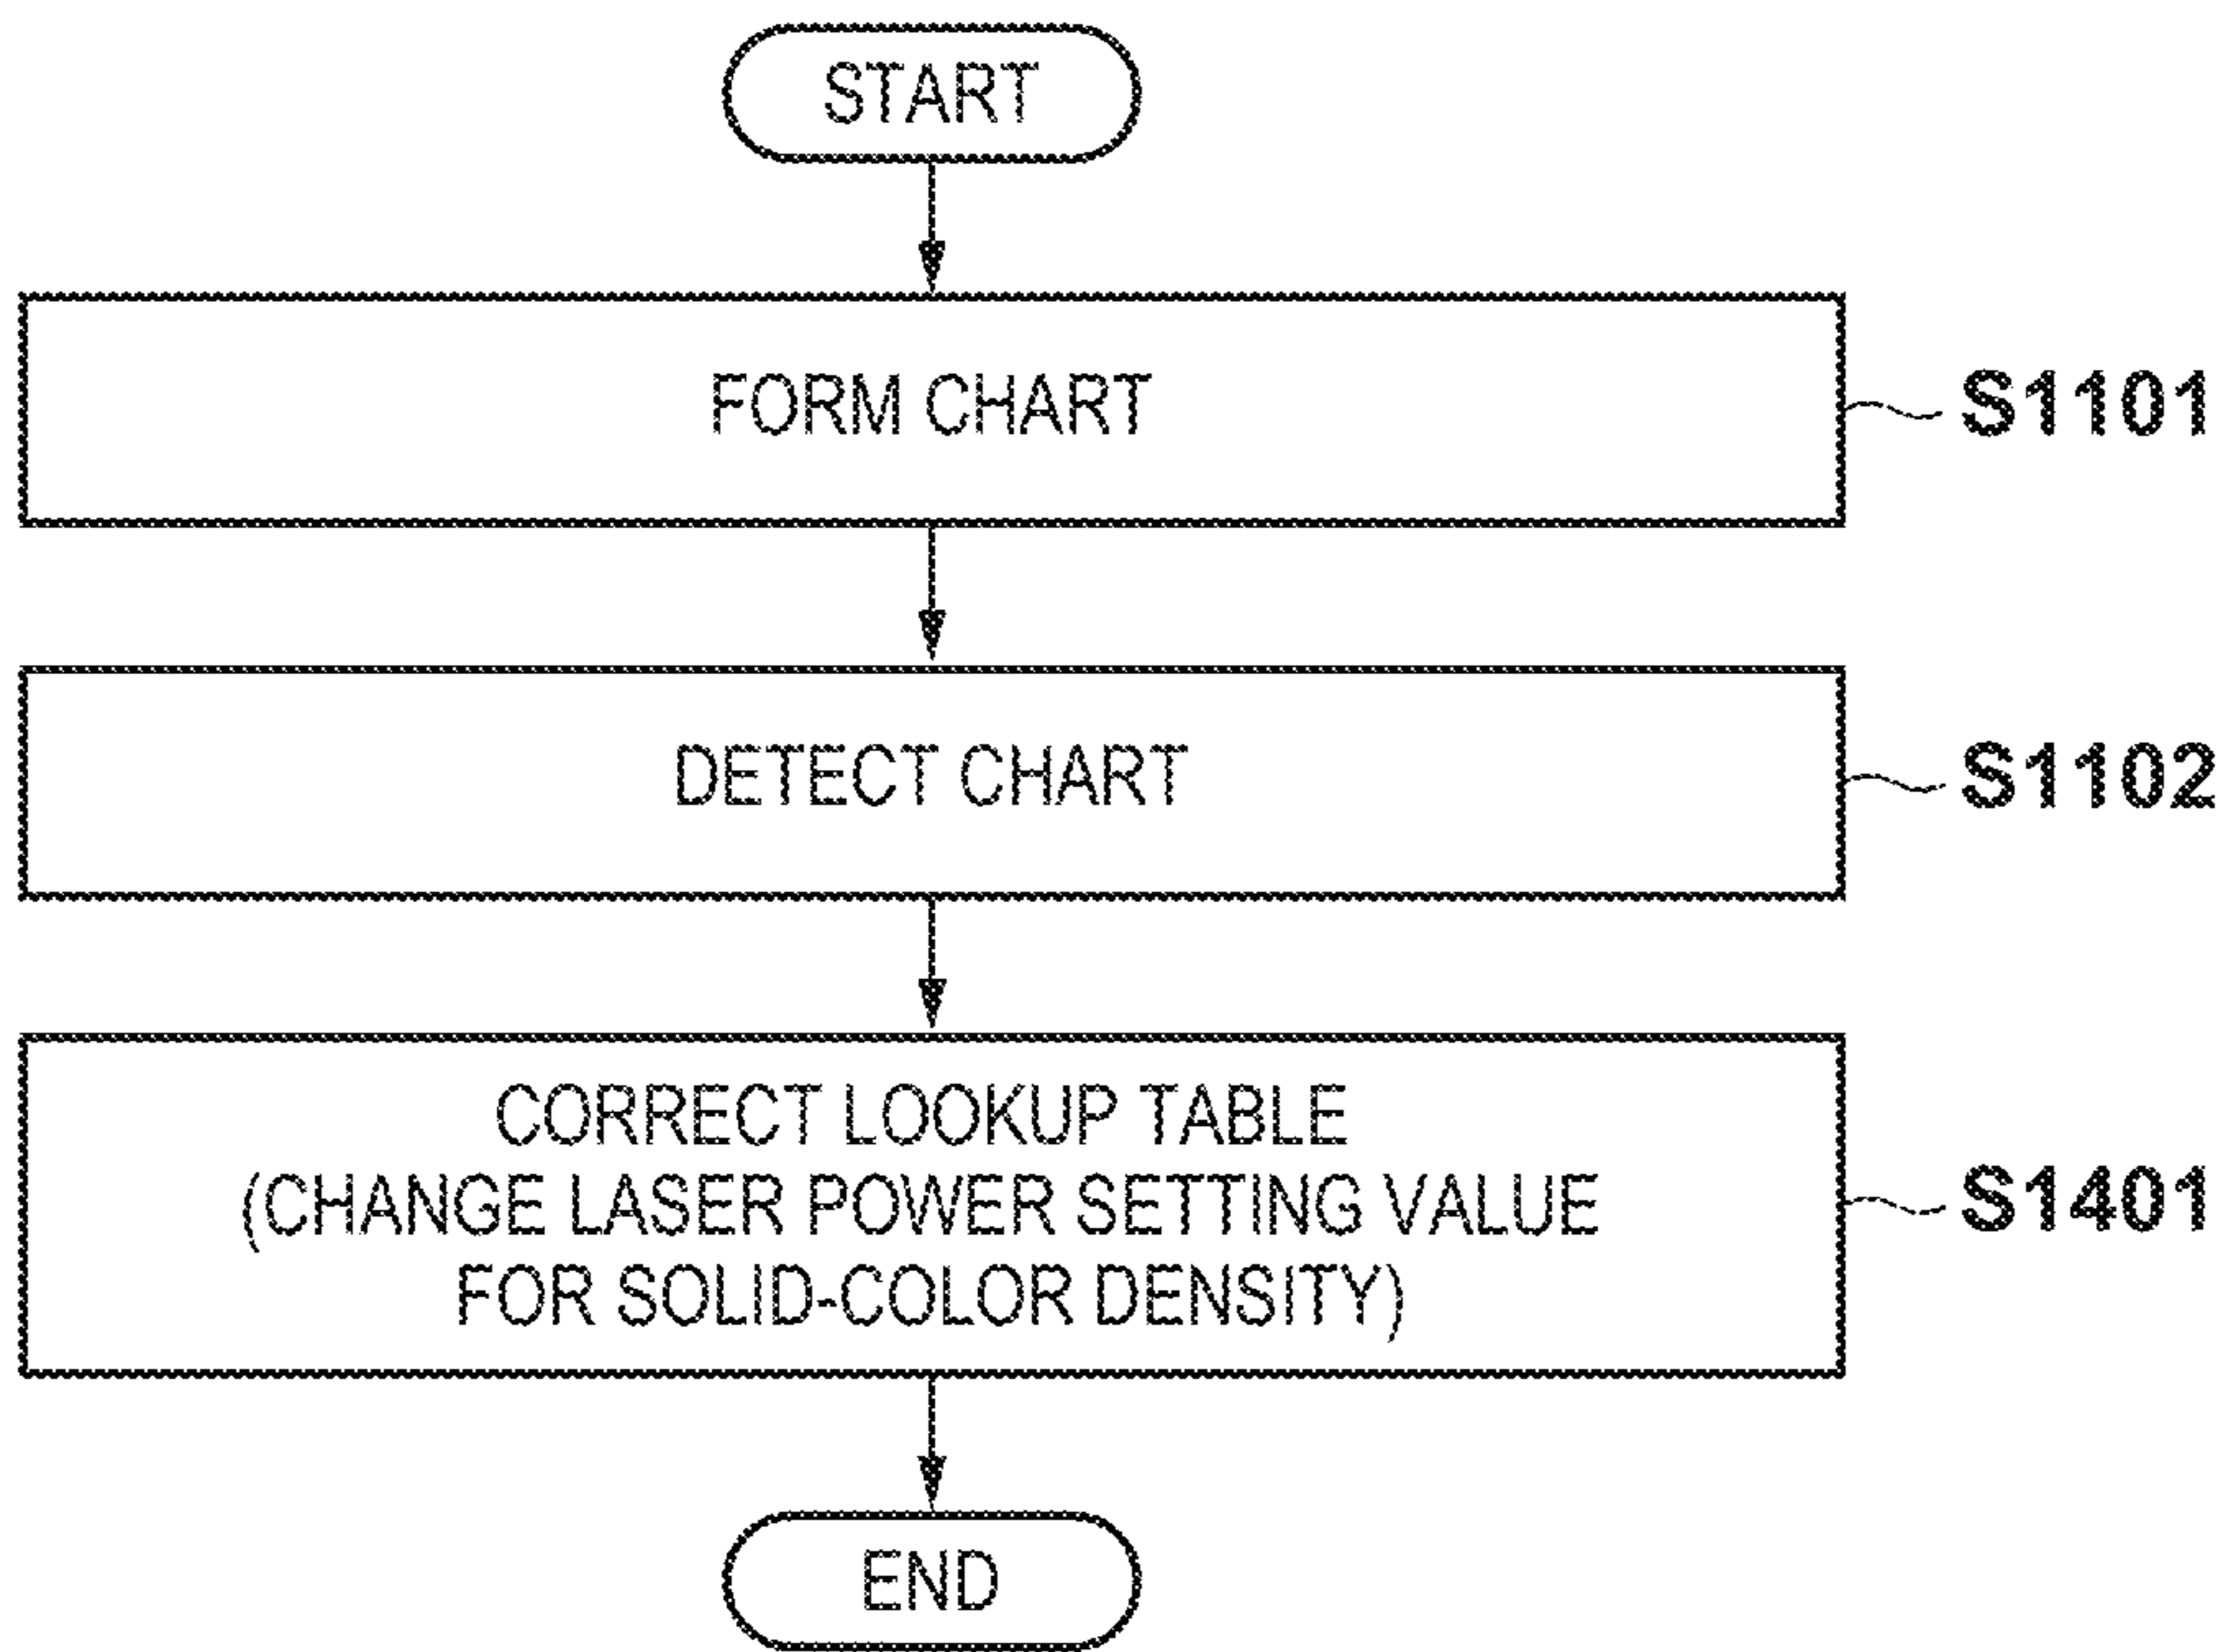 START
FORM CHART
S1101
DETECT CHART
S1102
CORRECT LOOKUP TABLE
(CHANGE LASER POWER SETTING VALUE
FOR SOLID-COLOR DENSITY)
S1401
END